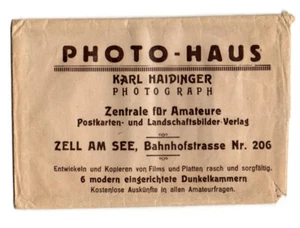 PHOTO-HAUS
KARL HAIDINGER
PHOTOGRAPH
Zentrale für Amateure
Postkarten- und Landschaftsbilder-Verlag
ZELL AM SEE, Bahnhofstrasse Nr. 206
Entwickeln und Kopieren von Films und Platten rasch und sorgfältig.
6 modern eingerichtete Dunkelkammern
Kostenlose Auskünfte in allen Amateurfragen.